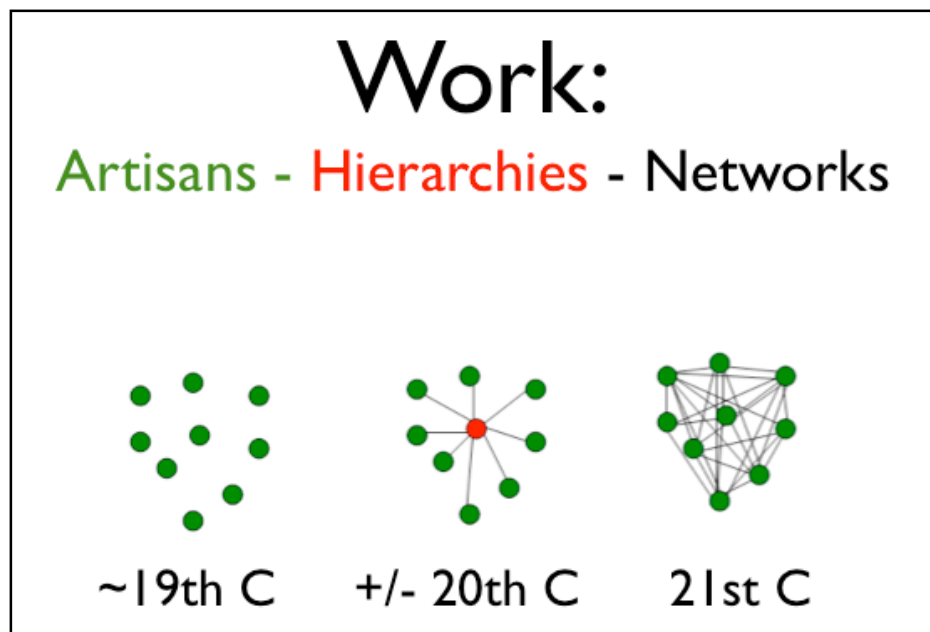 Work:
Artisans - Hierarchies - Networks
~19th C +/- 20th C 21st C